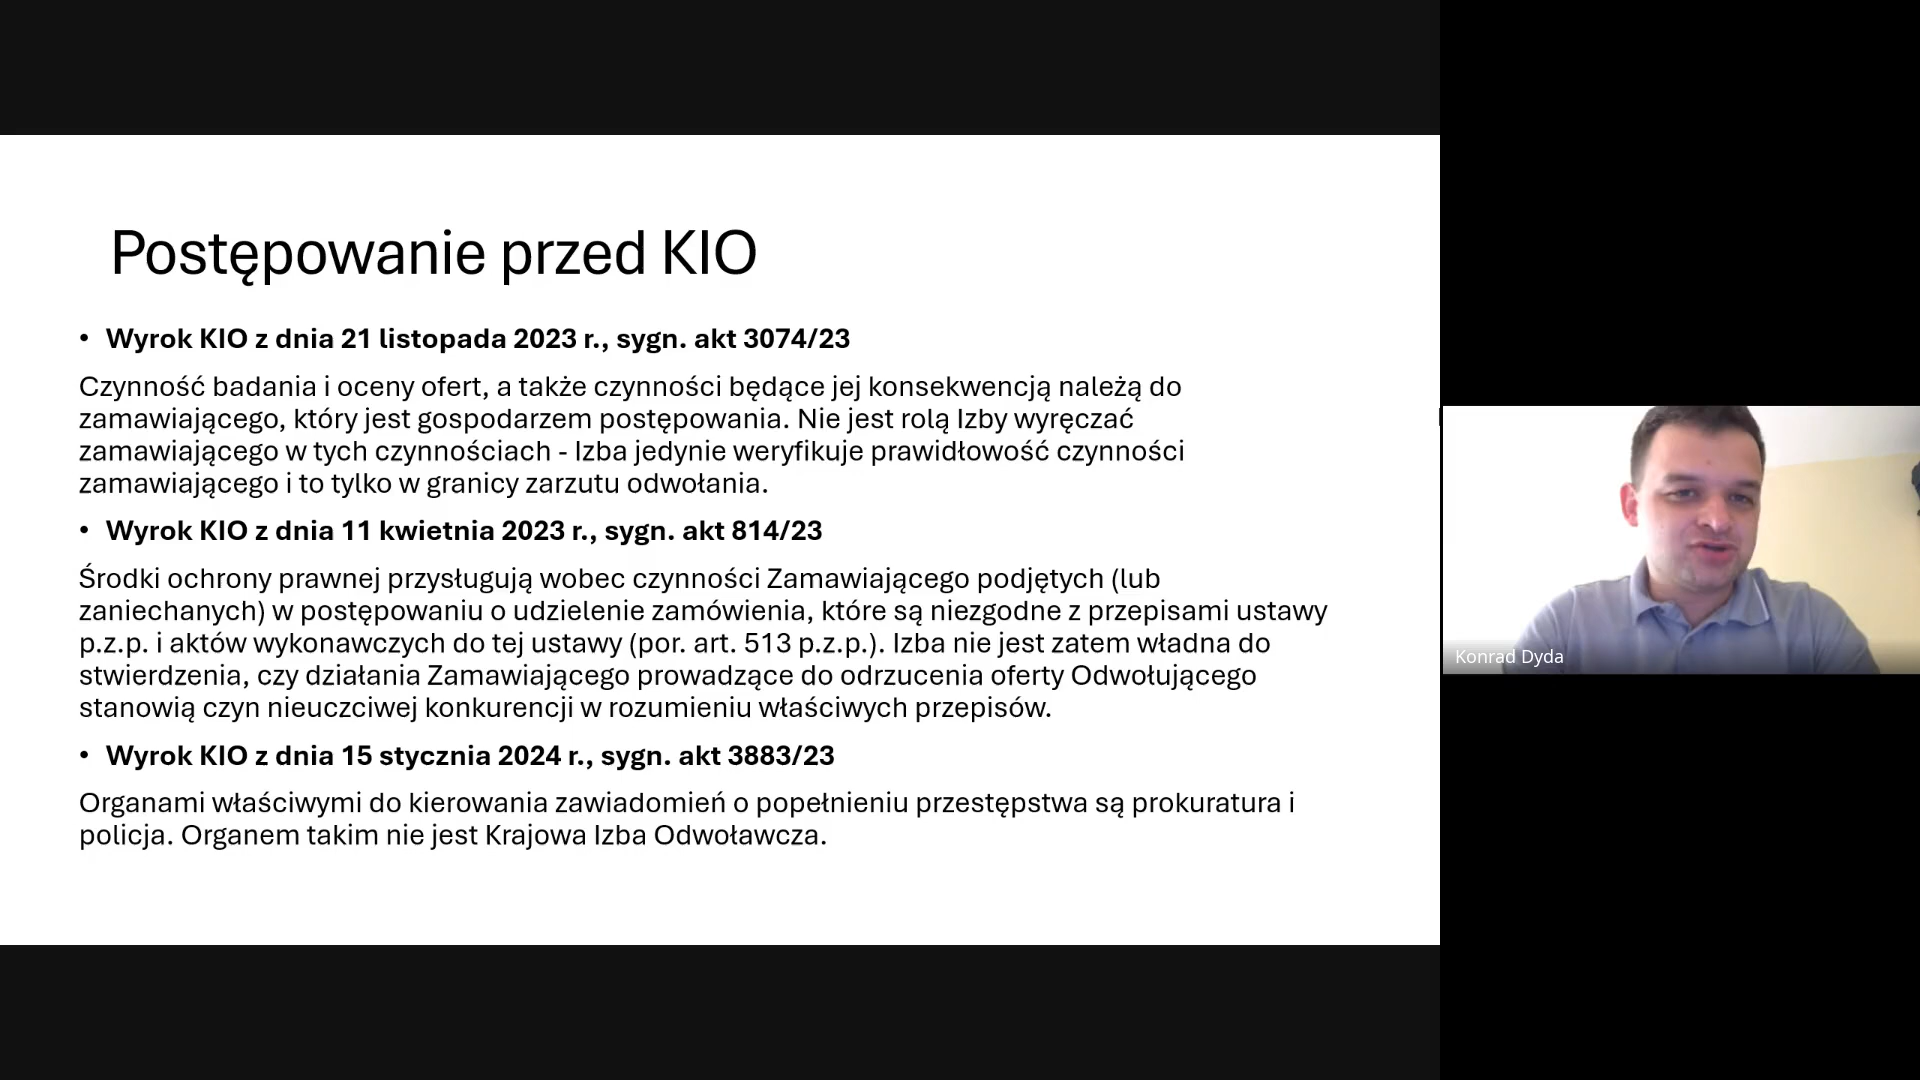 Postępowanie przed KIO
• Wyrok KIO z dnia 21 listopada 2023 r., sygn. akt 3074/23
Czynność badania i oceny ofert, a także czynności będące jej konsekwencją należą do
zamawiającego, który jest gospodarzem postępowania. Nie jest rolą Izby wyręczać
zamawiającego w tych czynnościach - Izba jedynie weryfikuje prawidłowość czynności
zamawiającego i to tylko w granicy zarzutu odwołania.
• Wyrok KIO z dnia 11 kwietnia 2023 r., sygn. akt 814/23
Środki ochrony prawnej przysługują wobec czynności Zamawiającego podjętych (lub
zaniechanych) w postępowaniu o udzielenie zamówienia, które są niezgodne z przepisami ustawy
p.z.p. i aktów wykonawczych do tej ustawy (por. art. 513 p.z.p.). Izba nie jest zatem władna do
stwierdzenia, czy działania Zamawiającego prowadzące do odrzucenia oferty Odwołującego
stanowią czyn nieuczciwej konkurencji w rozumieniu właściwych przepisów.
• Wyrok KIO z dnia 15 stycznia 2024 r., sygn. akt 3883/23
Organami właściwymi do kierowania zawiadomień o popełnieniu przestępstwa są prokuratura i
policja. Organem takim nie jest Krajowa Izba Odwoławcza.
Konrad Dyda